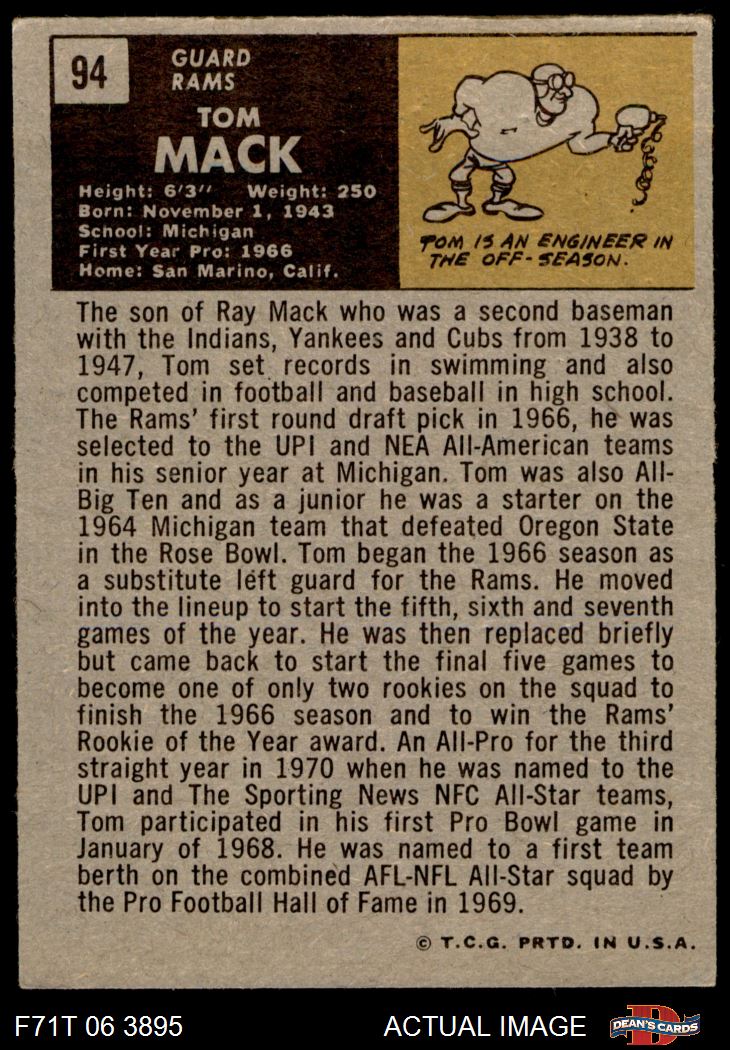 94
GUARD
RAMS
TOM
MACK
Height: 6'3" Weight: 250
Born: November 1, 1943
School: Michigan
First Year Pro: 1966
Home: San Marino, Calif.
TOM IS AN ENGINEER IN
THE OFF-SEASON.
The son of Ray Mack who was a second baseman
with the Indians, Yankees and Cubs from 1938 to
1947, Tom set records in swimming and also
competed in football and baseball in high school.
The Rams' first round draft pick in 1966, he was
selected to the UPI and NEA All-American teams
in his senior year at Michigan. Tom was also All-
Big Ten and as a junior he was a starter on the
1964 Michigan team that defeated Oregon State
in the Rose Bowl. Tom began the 1966 season as
a substitute left guard for the Rams. He moved
into the lineup to start the fifth, sixth and seventh
games of the year. He was then replaced briefly
but came back to start the final five games to
become one of only two rookies on the squad to
finish the 1966 season and to win the Rams'
Rookie of the Year award. An All-Pro for the third
straight year in 1970 when he was named to the
UPI and The Sporting News NFC All-Star teams,
Tom participated in his first Pro Bowl game in
January of 1968. He was named to a first team
berth on the combined AFL-NFL All-Star squad by
the Pro Football Hall of Fame in 1969.
© T.C.G. PRTD. IN U.S.A.
F71T 06 3895
ACTUAL IMAGE
D
DEAN'S CARDS